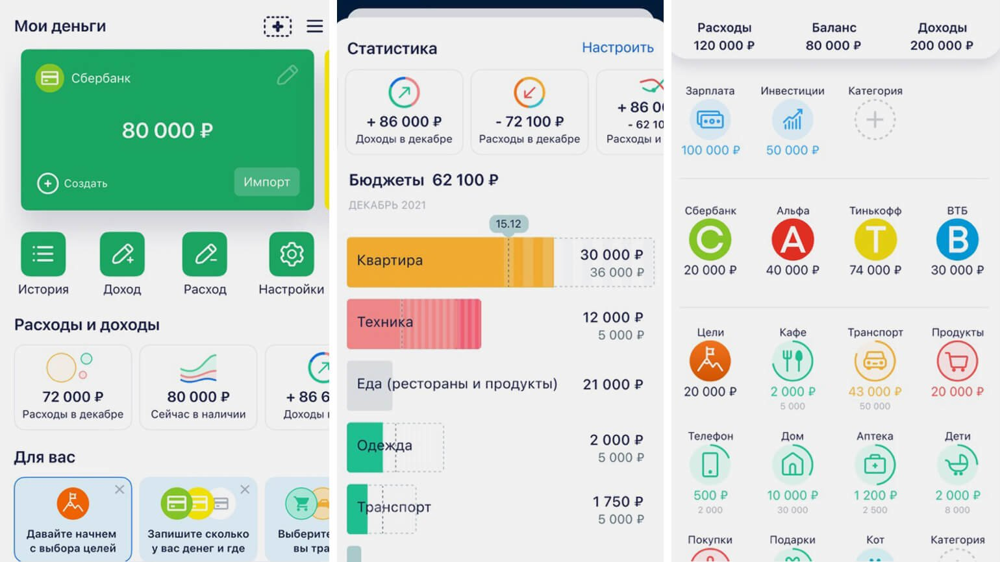 Мои деньги
Сбербанк
80 000 ₽
Создать
Импорт
История
Доход
Расход
Настройки
Расходы и доходы
72 000 ₽
Расходы в декабре
80 000 ₽
Сейчас в наличии
+ 86 6
Доходы
Для вас
Давайте начнем
с выбора целей
Запишите сколько
у вас денег и где
Выберите
вы тра
Статистика
Настроить
+ 86 000 ₽
Доходы в декабре
- 72 100 ₽
Расходы в декабре
+ 86 0
- 62 10
Расходы и
Бюджеты 62 100 ₽
ДЕКАБРЬ 2021
15.12
Квартира
30 000 ₽
36 000 ₽
Техника
12 000 ₽
5 000 ₽
Еда (рестораны и продукты)
21 000 ₽
Одежда
2 000 ₽
5 000 ₽
Транспорт
1 750 ₽
5 000 ₽
Расходы Баланс Доходы
120 000 ₽ 80 000 ₽ 200 000 ₽
Зарплата Инвестиции Категория
100 000 ₽ 50 000 ₽
Сбербанк Альфа Тинькофф ВТБ
С А Т В
20 000 ₽ 40 000 ₽ 74 000 ₽ 30 000 ₽
Цели Кафе Транспорт Продукты
20 000 ₽ 2 000 ₽ 43 000 ₽ 20 000 ₽
5 000 50 000
Телефон Дом Аптека Дети
500 ₽ 10 000 ₽ 1 200 ₽ 2 000 ₽
2 000 30 000 2 500 8 000
Покупки Подарки Кот Категория